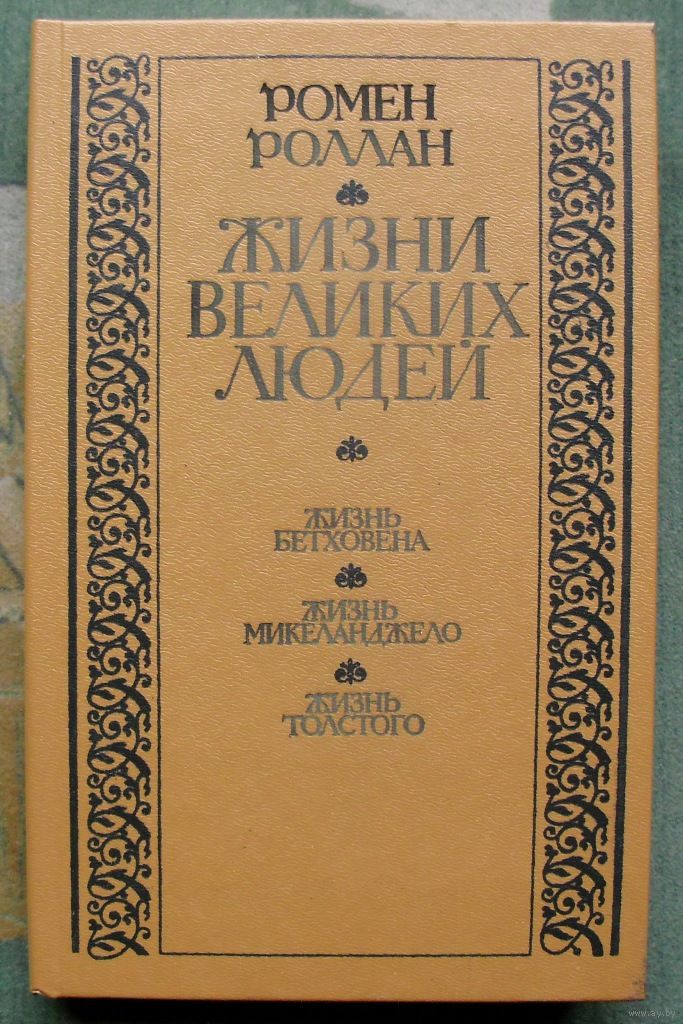 РОМЕН
РОЛЛАН
ЖИЗНИ
ВЕЛИКИХ
ЛЮДЕЙ
ЖИЗНЬ
БЕТХОВЕНА
ЖИЗНЬ
МИКЕЛАНДЖЕЛО
ЖИЗНЬ
ТОЛСТОГО
www.ay.by